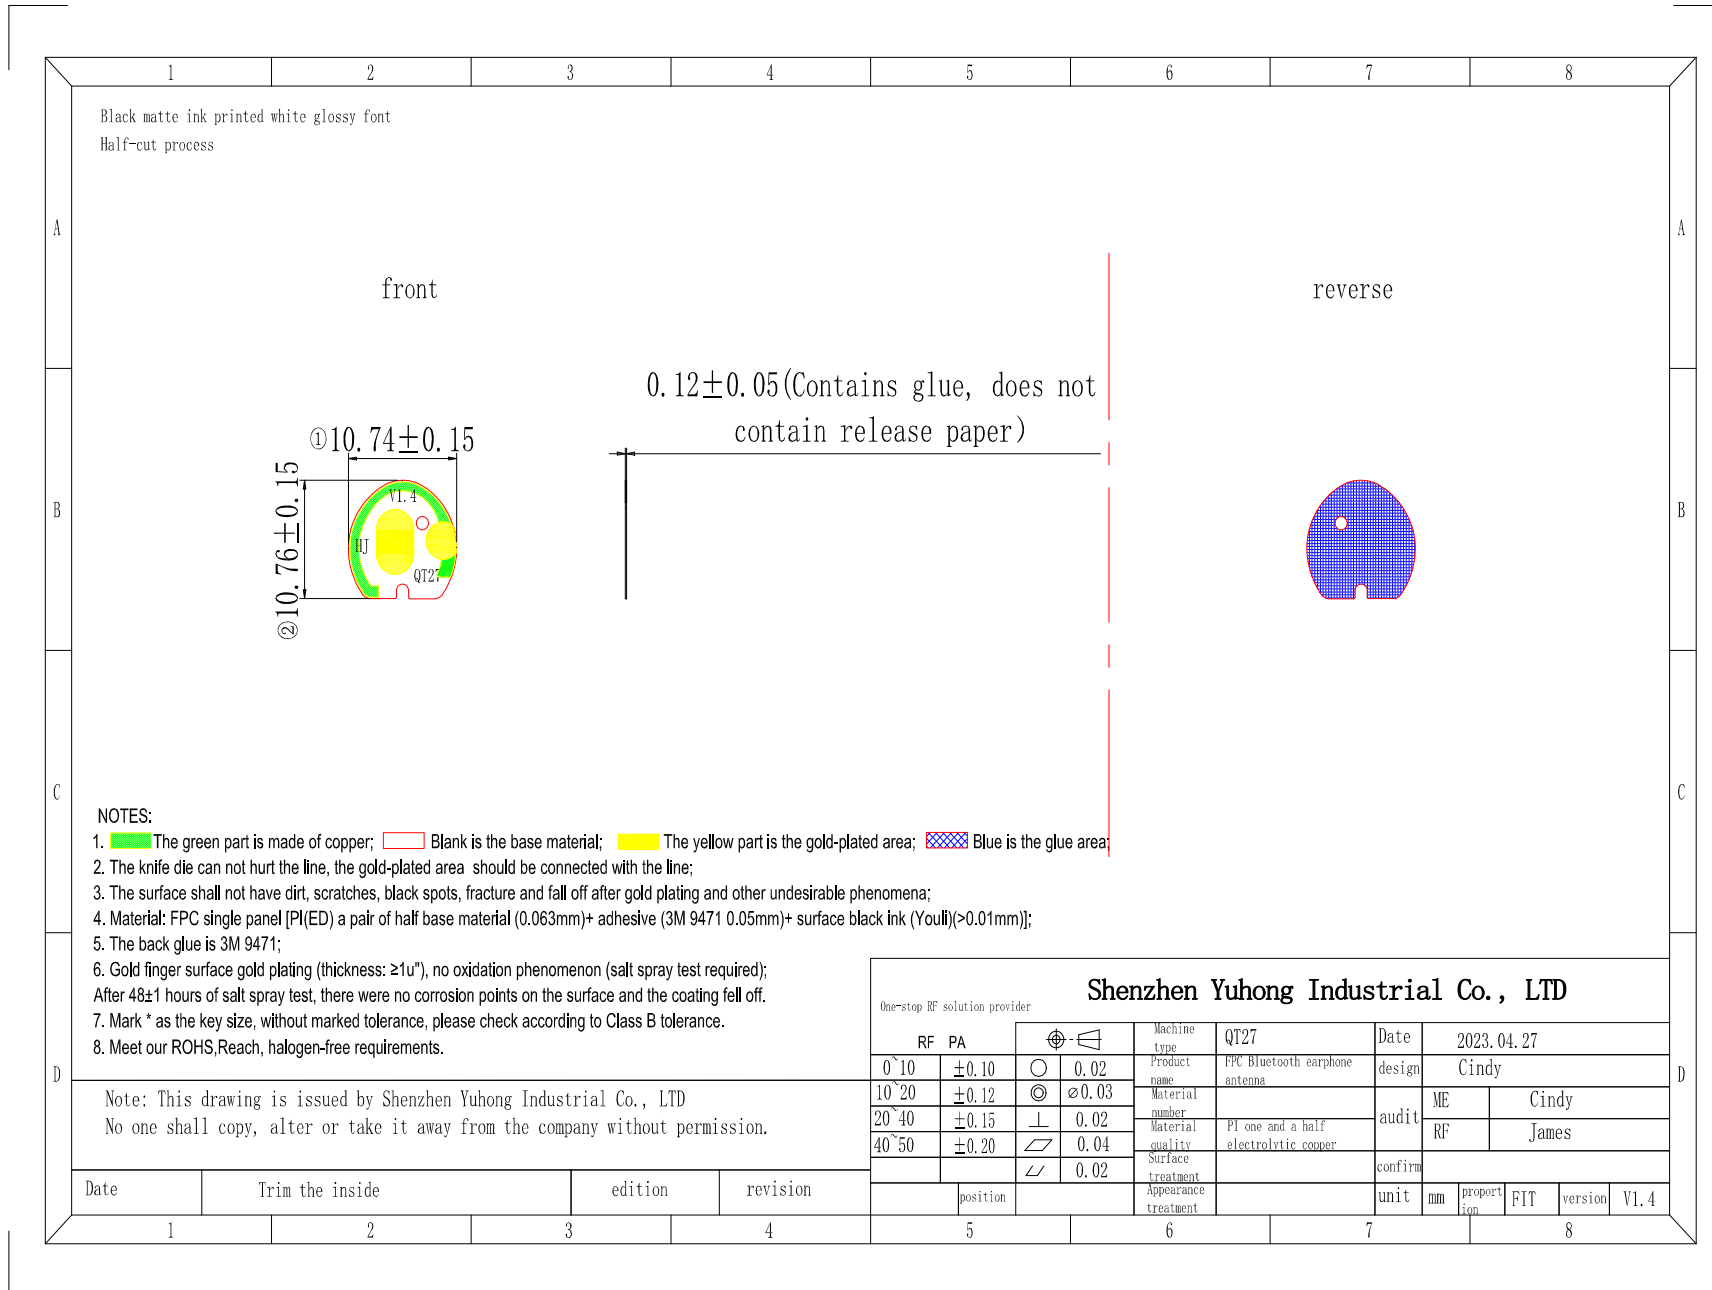 1 2 3 4 5 6 7 8
Black matte ink printed white glossy font
Half-cut process
A A
front
reverse
0.12±0.05(Contains glue, does not
contain release paper)
①10.74±0.15
②10.76±0.15
V1.4
HJ
QT27
B B
C C
NOTES:
1. The green part is made of copper; Blank is the base material; The yellow part is the gold-plated area; Blue is the glue area;
2. The knife die can not hurt the line, the gold-plated area should be connected with the line;
3. The surface shall not have dirt, scratches, black spots, fracture and fall off after gold plating and other undesirable phenomena;
4. Material: FPC single panel [PI(ED) a pair of half base material (0.063mm)+ adhesive (3M 9471 0.05mm)+ surface black ink (Youli)(>0.01mm)];
5. The back glue is 3M 9471;
6. Gold finger surface gold plating (thickness: ≥1u"), no oxidation phenomenon (salt spray test required);
After 48±1 hours of salt spray test, there were no corrosion points on the surface and the coating fell off.
7. Mark * as the key size, without marked tolerance, please check according to Class B tolerance.
8. Meet our ROHS,Reach, halogen-free requirements.
D D
Note: This drawing is issued by Shenzhen Yuhong Industrial Co., LTD
No one shall copy, alter or take it away from the company without permission.
Date Trim the inside edition revision
One-stop RF solution provider
Shenzhen Yuhong Industrial Co., LTD
RF PA
0~10 ±0.10 0.02
10~20 ±0.12 ⌀0.03
20~40 ±0.15 0.02
40~50 ±0.20 0.04
0.02
position
Machine type QT27
Product name FPC Bluetooth earphone antenna
Material number
Material quality PI one and a half electrolytic copper
Surface treatment
Appearance treatment
Date 2023.04.27
design Cindy
audit ME Cindy
RF James
confirm
unit mm proportion FIT version V1.4
1 2 3 4 5 6 7 8